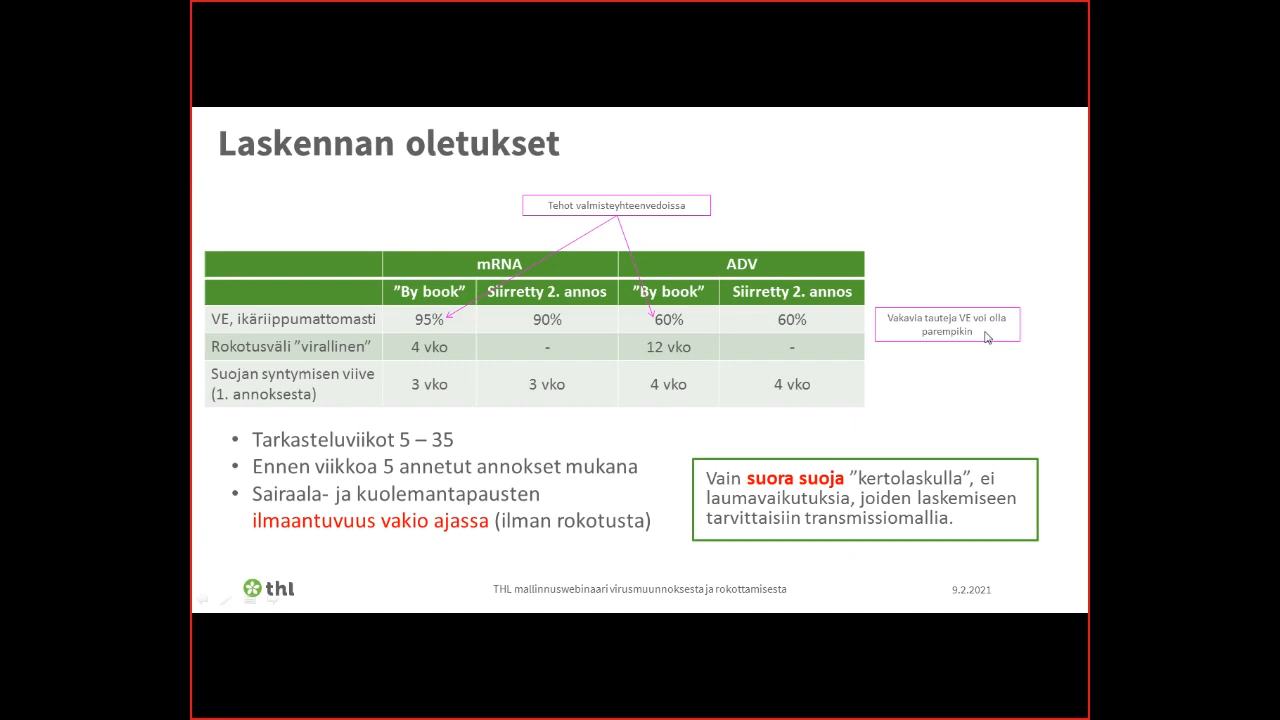 Laskennan oletukset
Tehot valmisteyhteenvedoissa
mRNA ADV
”By book” Siirretty 2. annos ”By book” Siirretty 2. annos
VE, ikäriippumattomasti 95% 90% 60% 60%
Rokotusväli ”virallinen” 4 vko - 12 vko -
Suojan syntymisen viive
(1. annoksesta) 3 vko 3 vko 4 vko 4 vko
Vakavia tauteja VE voi olla
parempikin
• Tarkasteluviikot 5 – 35
• Ennen viikkoa 5 annetut annokset mukana
• Sairaala- ja kuolemantapausten
ilmaantuvuus vakio ajassa (ilman rokotusta)
Vain suora suoja ”kertolaskulla”, ei
laumavaikutuksia, joiden laskemiseen
tarvittaisiin transmissiomallia.
thl
THL mallinnuswebinaari virusmuunnoksesta ja rokottamisesta
9.2.2021